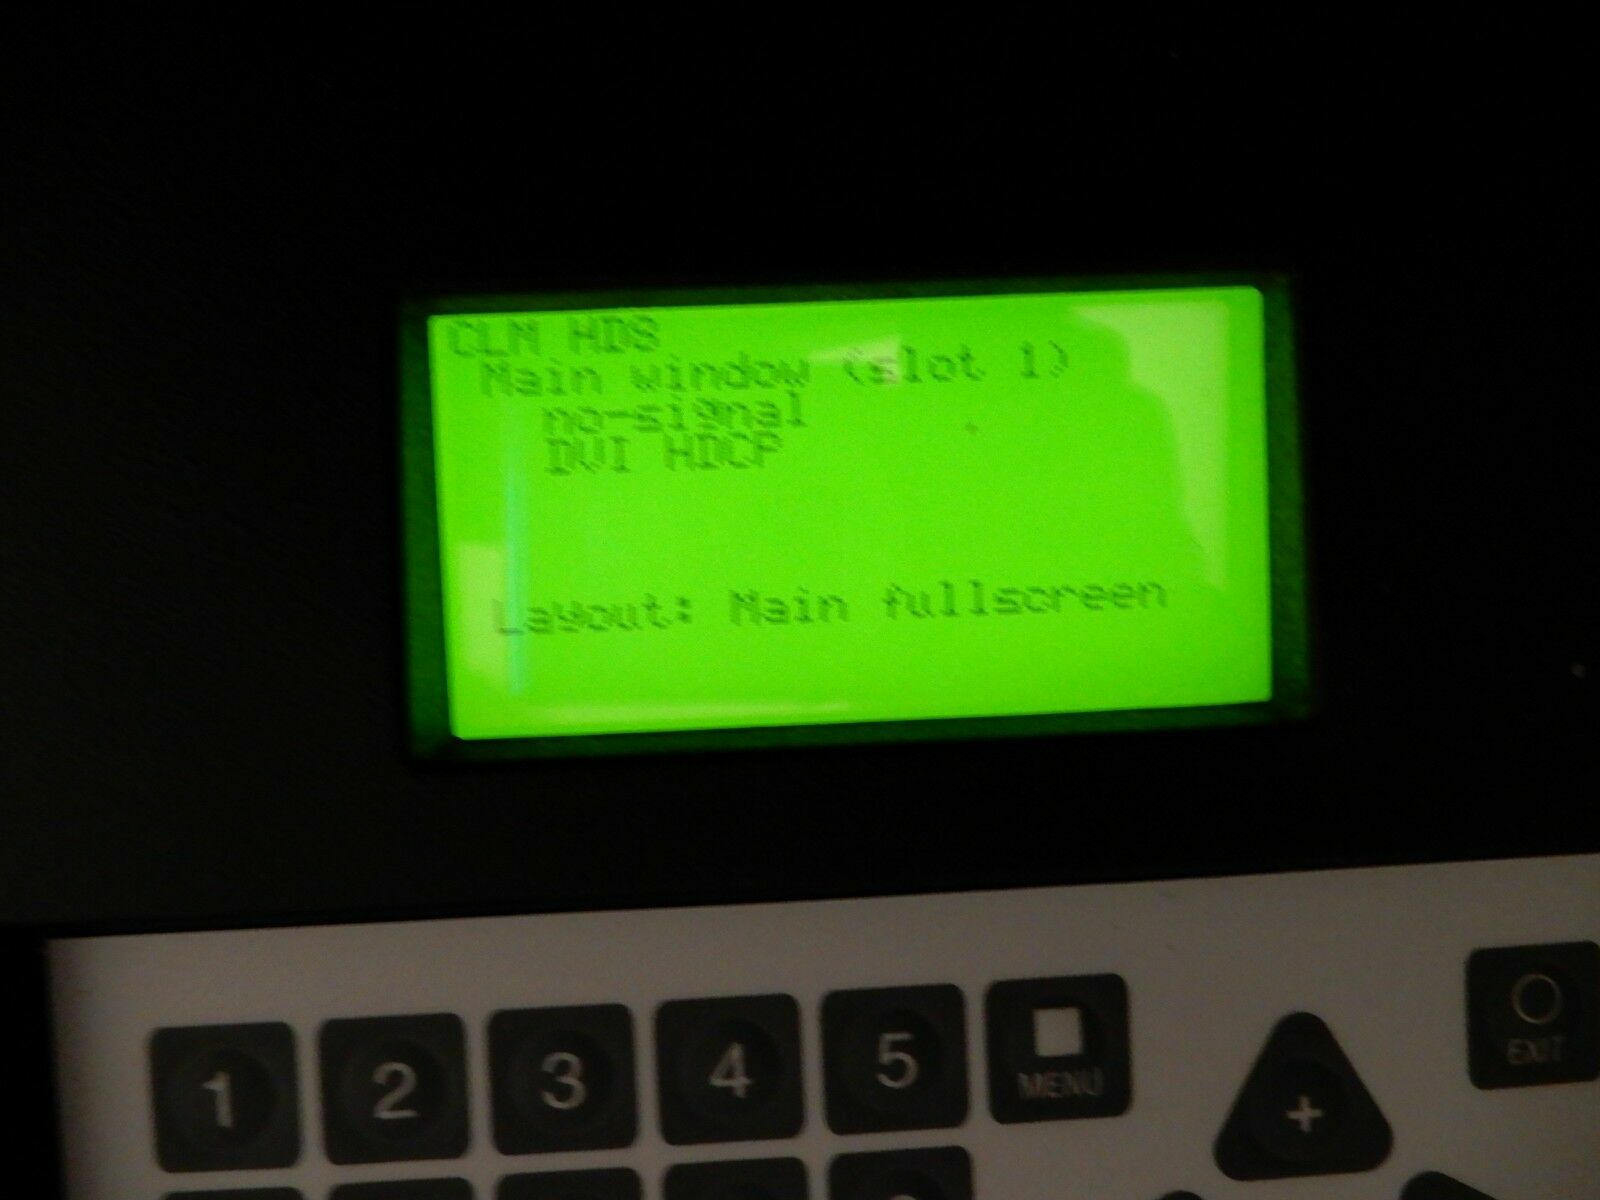 CLM HD8
Main window (slot 1)
no-signal
DVI HDCP
Layout: Main fullscreen
1 2 3 4 5
MENU
+
EXIT